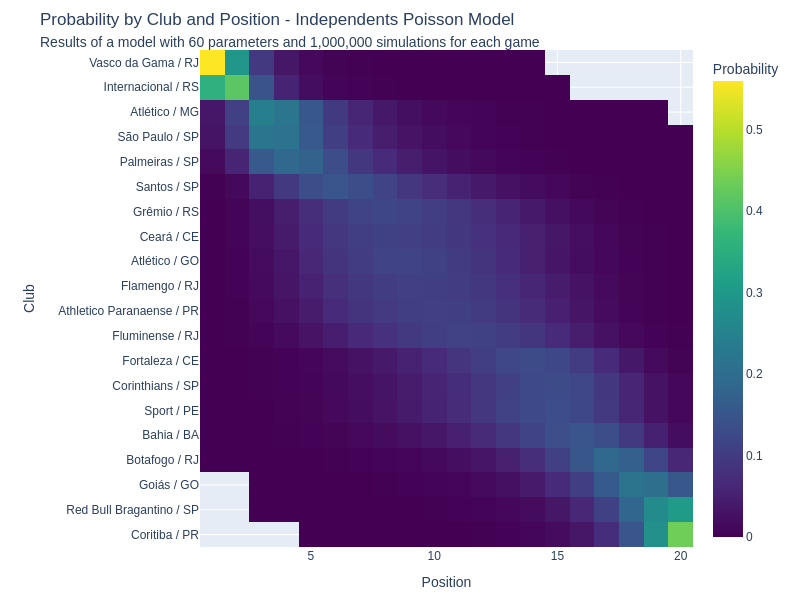 Probability by Club and Position - Independents Poisson Model
Results of a model with 60 parameters and 1,000,000 simulations for each game
Probability
Club
Vasco da Gama / RJ
Internacional / RS
Atlético / MG
São Paulo / SP
Palmeiras / SP
Santos / SP
Grêmio / RS
Ceará / CE
Atlético / GO
Flamengo / RJ
Athletico Paranaense / PR
Fluminense / RJ
Fortaleza / CE
Corinthians / SP
Sport / PE
Bahia / BA
Botafogo / RJ
Goiás / GO
Red Bull Bragantino / SP
Coritiba / PR
5 10 15 20
Position
0.5
0.4
0.3
0.2
0.1
0